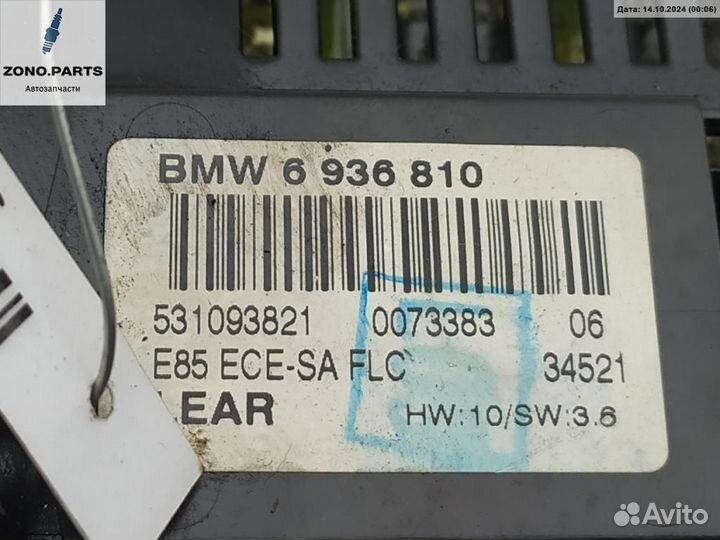 Дата: 14.10.2024 (00:06)
ZONO.PARTS
Автозапчасти
BMW 6 936 810
531093821 0073383 06
E85 ECE-SA FLC 34521
LEAR HW:10/SW:3.6
Avito